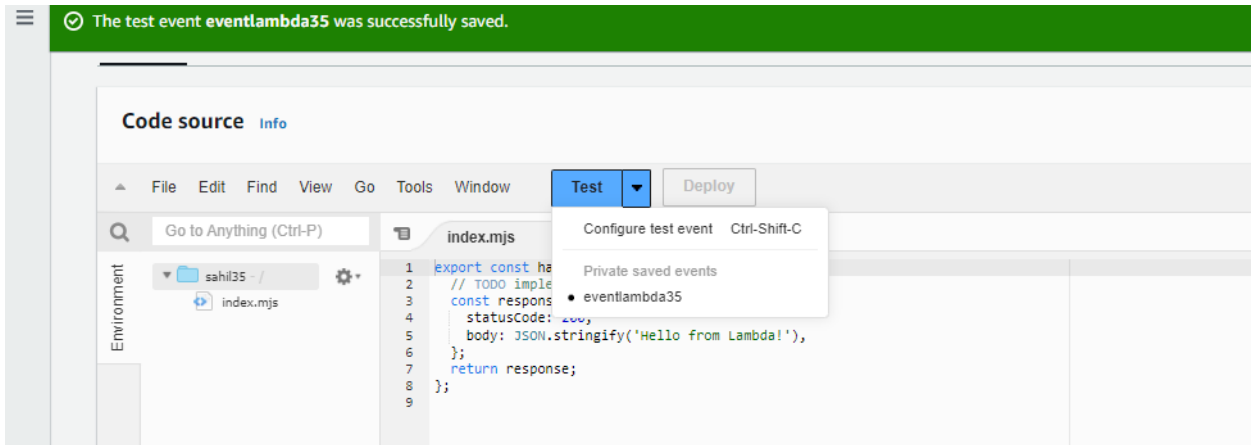 The test event eventlambda35 was successfully saved.
Code source Info
File Edit Find View Go Tools Window Test Deploy
Go to Anything (Ctrl-P)
index.mjs
Configure test event Ctrl-Shift-C
Private saved events
eventlambda35
Environment
sahil35 - /
index.mjs
1 export const ha
2 // TODO imple
3 const respons
4 statusCode: 200,
5 body: JSON.stringify('Hello from Lambda!'),
6 };
7 return response;
8 };
9